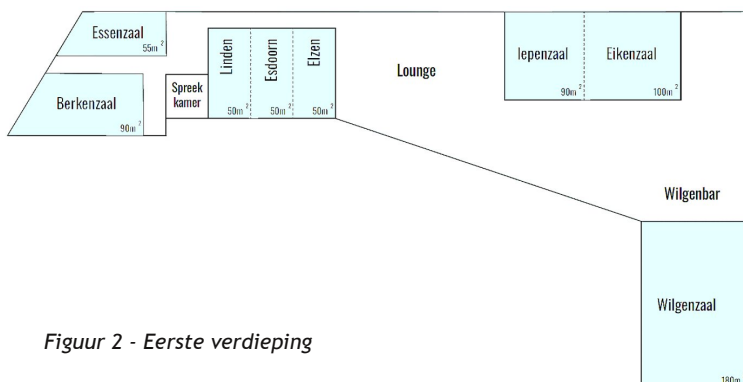 Essenzaal
55m²
Berkenzaal
90m²
Spreek
kamer
Linden
50m²
Esdoorn
50m²
Elzen
50m²
Lounge
Iepenzaal
90m²
Eikenzaal
100m²
Wilgenbar
Wilgenzaal
180m
Figuur 2 - Eerste verdieping